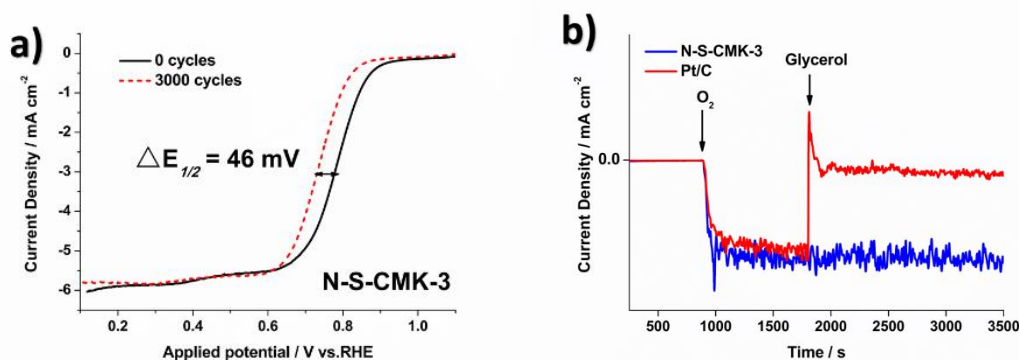 a)
0 cycles
3000 cycles
△E1/2 = 46 mV
N-S-CMK-3
0
-1
-2
-3
-4
-5
-6
Current Density / mA cm-2
0.2 0.4 0.6 0.8 1.0
Applied potential / V vs.RHE
b)
N-S-CMK-3
Pt/C
O2
Glycerol
0.0
Current Density / mA cm-2
500 1000 1500 2000 2500 3000 3500
Time / s